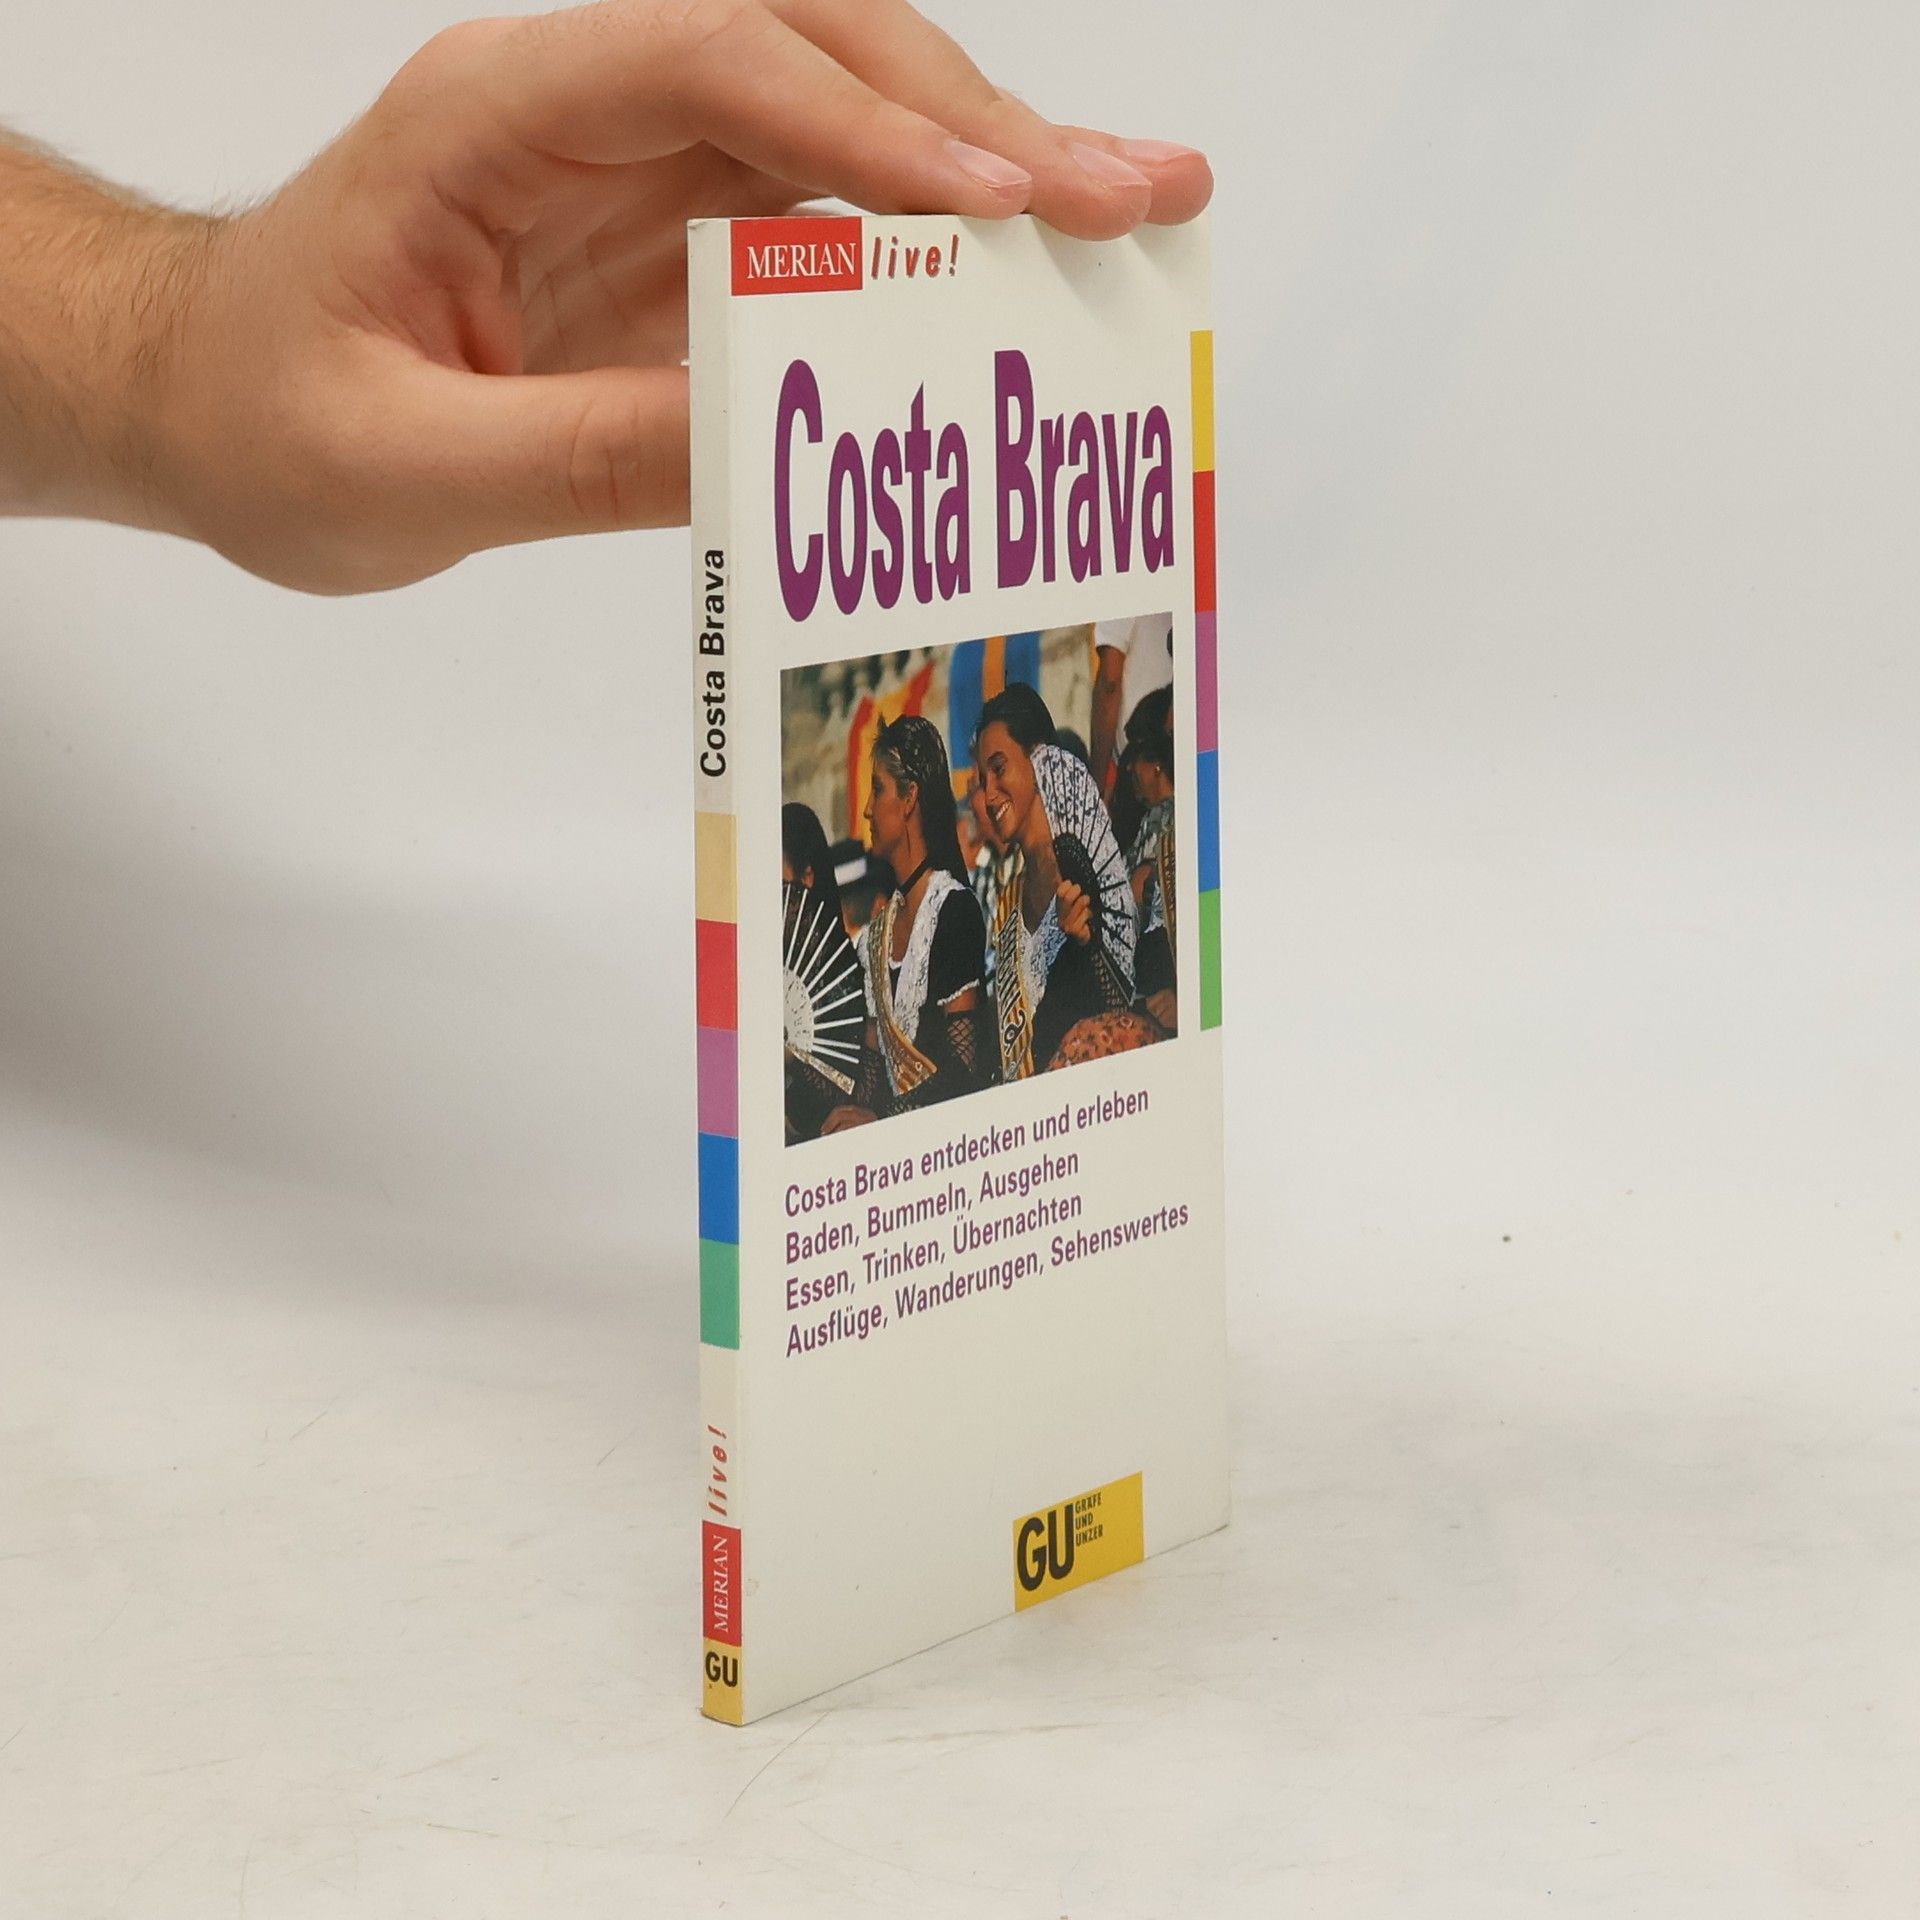 MERIAN live!
Costa Brava
Costa Brava entdecken und erleben
Baden, Bummeln, Ausgehen
Essen, Trinken, Übernachten
Ausflüge, Wanderungen, Sehenswertes
GU
GRÄFE
UND
UNZER
Costa Brava
live!
MERIAN
GU